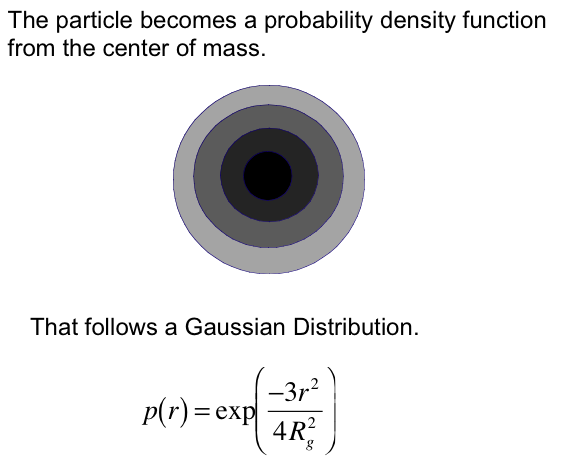 The particle becomes a probability density function
from the center of mass.
That follows a Gaussian Distribution.
p(r) = exp(−3r² / 4R_g²)